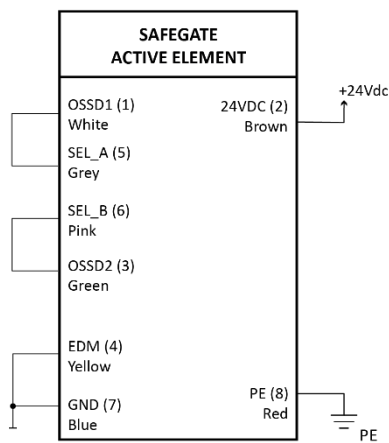 SAFEGATE
ACTIVE ELEMENT
OSSD1 (1)
White
SEL_A (5)
Grey
SEL_B (6)
Pink
OSSD2 (3)
Green
EDM (4)
Yellow
GND (7)
Blue
24VDC (2)
Brown
+24Vdc
PE (8)
Red
PE